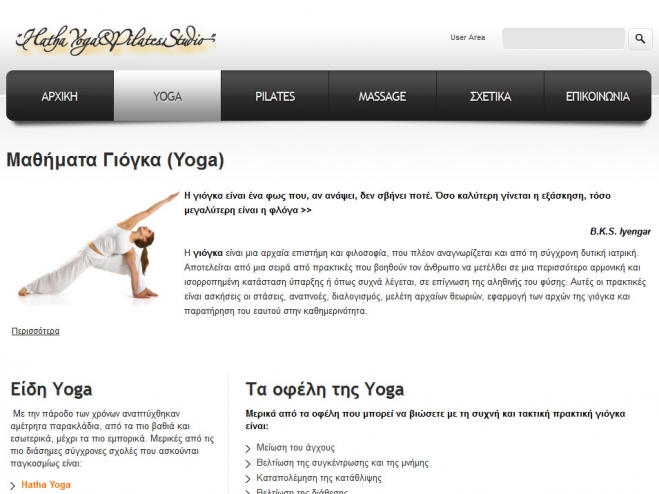 "Hatha Yoga & Pilates Studio"
User Area
ΑΡΧΙΚΗ
YOGA
PILATES
MASSAGE
ΣΧΕΤΙΚΑ
ΕΠΙΚΟΙΝΩΝΙΑ
Μαθήματα Γιόγκα (Yoga)
Η γιόγκα είναι ένα φως που, αν ανάψει, δεν σβήνει ποτέ. Όσο καλύτερη γίνεται η εξάσκηση, τόσο
μεγαλύτερη είναι η φλόγα >>
B.K.S. Iyengar
Η γιόγκα είναι μια αρχαία επιστήμη και φιλοσοφία, που πλέον αναγνωρίζεται και από τη σύγχρονη δυτική ιατρική.
Αποτελείται από μια σειρά από πρακτικές που βοηθούν τον άνθρωπο να μετέλθει σε μια περισσότερο αρμονική και
ισορροπημένη κατάσταση ύπαρξης ή όπως συχνά λέγεται, σε επίγνωση της αληθινής του φύσης. Αυτές οι πρακτικές
είναι ασκήσεις οι στάσεις, αναπνοές, διαλογισμός, μελέτη αρχαίων θεωριών, εφαρμογή των αρχών της γιόγκα και
παρατήρηση του εαυτού στην καθημερινότητα.
Περισσότερα
Είδη Yoga
Με την πάροδο των χρόνων αναπτύχθηκαν
αμέτρητα παρακλάδια, από τα πιο βαθιά και
εσωτερικά, μέχρι τα πιο εμπορικά. Μερικές από τις
πιο διάσημες σύγχρονες σχολές που ασκούνται
παγκοσμίως είναι:
Hatha Yoga
Τα οφέλη της Yoga
Μερικά από τα οφέλη που μπορεί να βιώσετε με τη συχνή και τακτική πρακτική γιόγκα
είναι:
Μείωση του άγχους
Βελτίωση της συγκέντρωσης και της μνήμης
Καταπολέμηση της κατάθλιψης
Βελτίωση της διάθεσης